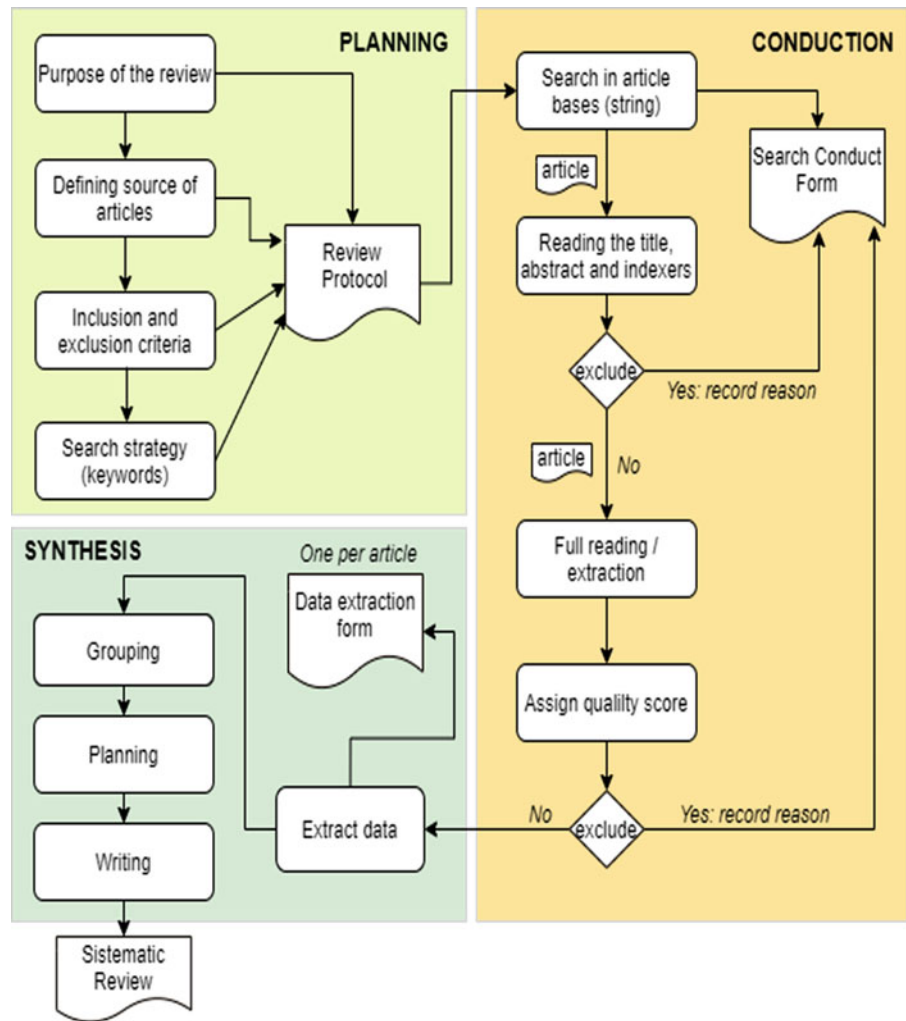 PLANNING
Purpose of the review
Defining source of
articles
Inclusion and
exclusion criteria
Search strategy
(keywords)
Review
Protocol
CONDUCTION
Search in article
bases (string)
Search Conduct
Form
article
Reading the title,
abstract and indexers
exclude
Yes: record reason
article
No
Full reading /
extraction
Assign qualilty score
exclude
Yes: record reason
No
SYNTHESIS
One per article
Data extraction
form
Extract data
Grouping
Planning
Writing
Sistematic
Review